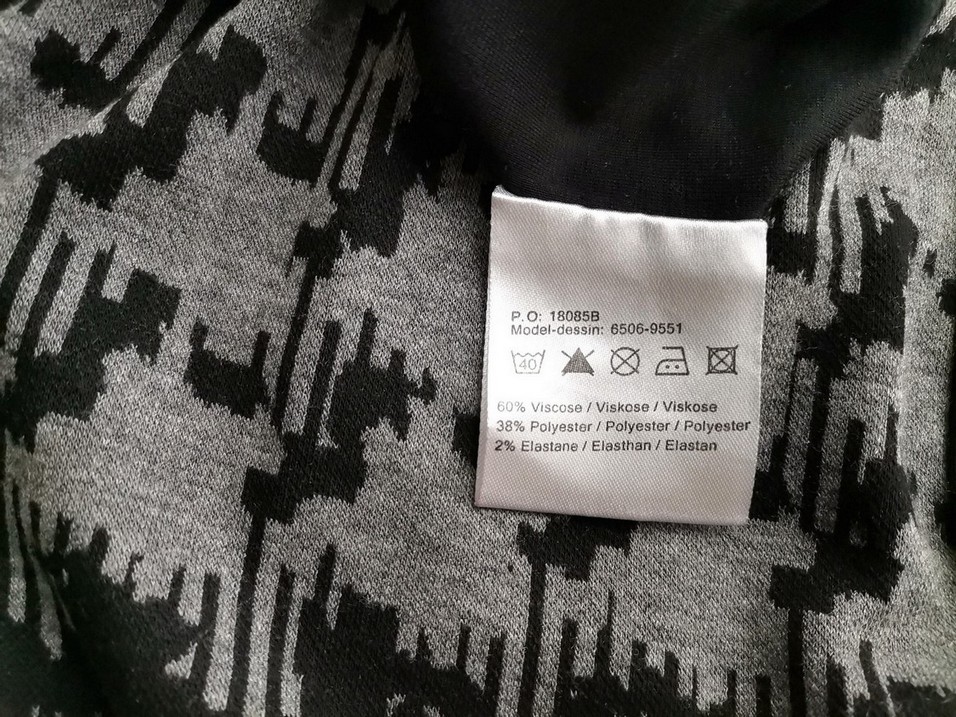 P.O: 18085B
Model-dessin: 6506-9551
40
60% Viscose / Viskose / Viskose
38% Polyester / Polyester / Polyester
2% Elastane / Elasthan / Elastan